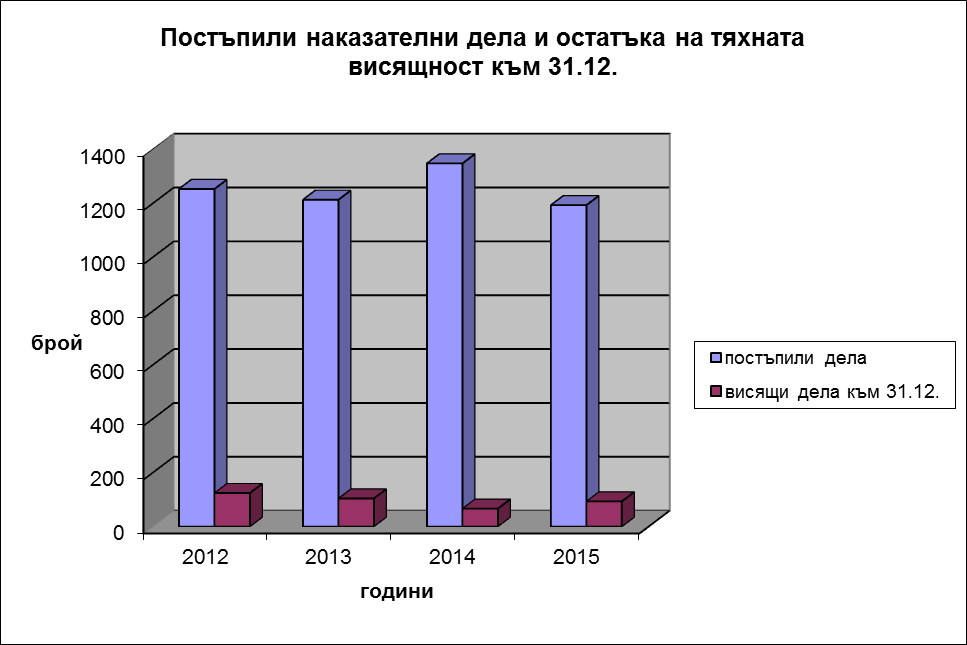 Постъпили наказателни дела и остатъка на тяхната
висящност към 31.12.
1400
1200
1000
800
600
400
200
0
брой
2012 2013 2014 2015
години
постъпили дела
висящи дела към 31.12.